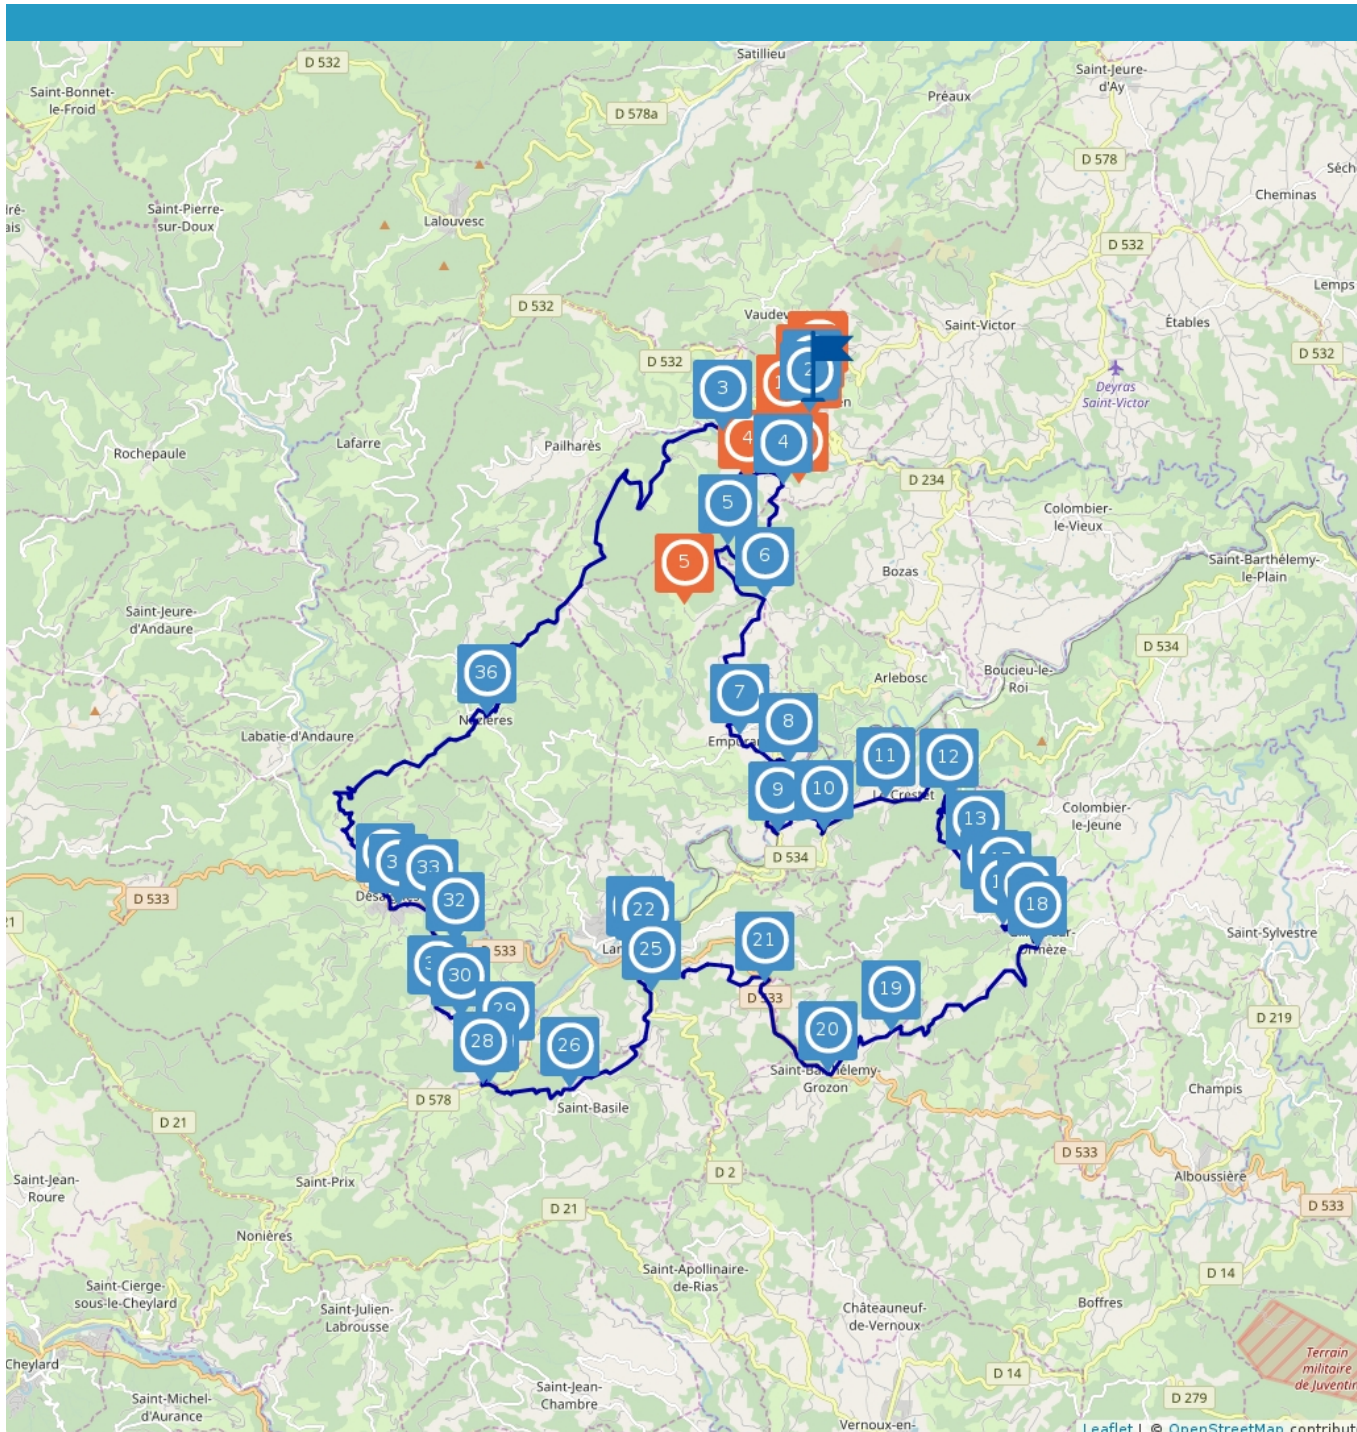 Satillieu
D 532
Saint-Jeure-
d'Ay
Saint-Bonnet-
le-Froid
Préaux
D 578a
D 578
Saint-Pierre-
sur-Doux
Cheminas
Lalouvesc
D 532
Lemps
D 532
Saint-Victor
Étables
D 532
D 532
Deyras
Saint-Victor
3
2
4
4
Lafarre
Pailharès
Rochepaule
D 234
5
Colombier-
le-Vieux
5
6
Bozas
Saint-Barthélemy-
le-Plain
Saint-Jeure-
d'Andaure
D 534
36
7
Arlebosc
Boucieu-le-
Roi
8
Nozières
Labatie-d'Andaure
11
12
9
10
Colombier-
le-Jeune
13
33
D 534
D 533
32
22
18
21
25
D 533
30
Saint-Sylvestre
19
29
D 219
28
26
20
Saint-Barthélemy-
Grozon
D 578
Saint-Basile
Champis
D 21
D 533
D 2
Alboussière
Saint-Jean-
Roure
Saint-Prix
D 21
D 533
Nonières
Saint-Apollinaire-
de-Rias
D 14
Saint-Cierge-
sous-le-Cheylard
Saint-Julien-
Labrousse
Châteauneuf-
de-Vernoux
Boffres
Cheylard
Terrain
militaire
D 14
Saint-Jean-
Chambre
Saint-Michel-
d'Aurance
D 279
Vernoux-en-
Leaflet | © OpenStreetMap contribut